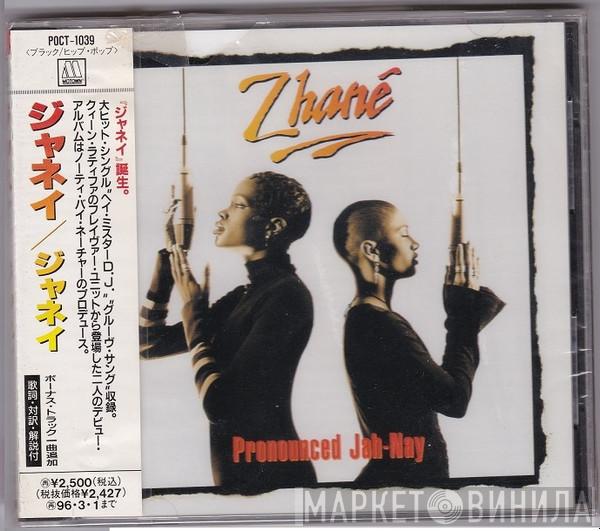 POCT-1039
〈ブラック/ヒップ・ポップ〉
MOTOWN
ジャネイ/ジャネイ
『ジャネイ』誕生。
大ヒット・シングル"ヘイ・ミスターD.J." "グルーヴ・サング"収録。
クィーン・ラティファのフレイヴァー・ユニットから登場した二人のデビュー・
アルバムはノーティ・バイ・ネーチャーのプロデュース。
ボーナス・トラック一曲追加
歌詞・対訳・解説付
再¥2,500(税込)
(税抜価格¥2,427)
再96・3・1まで
Zhané
Pronounced Jah-Nay
МАРКЕТ ВИНИЛА